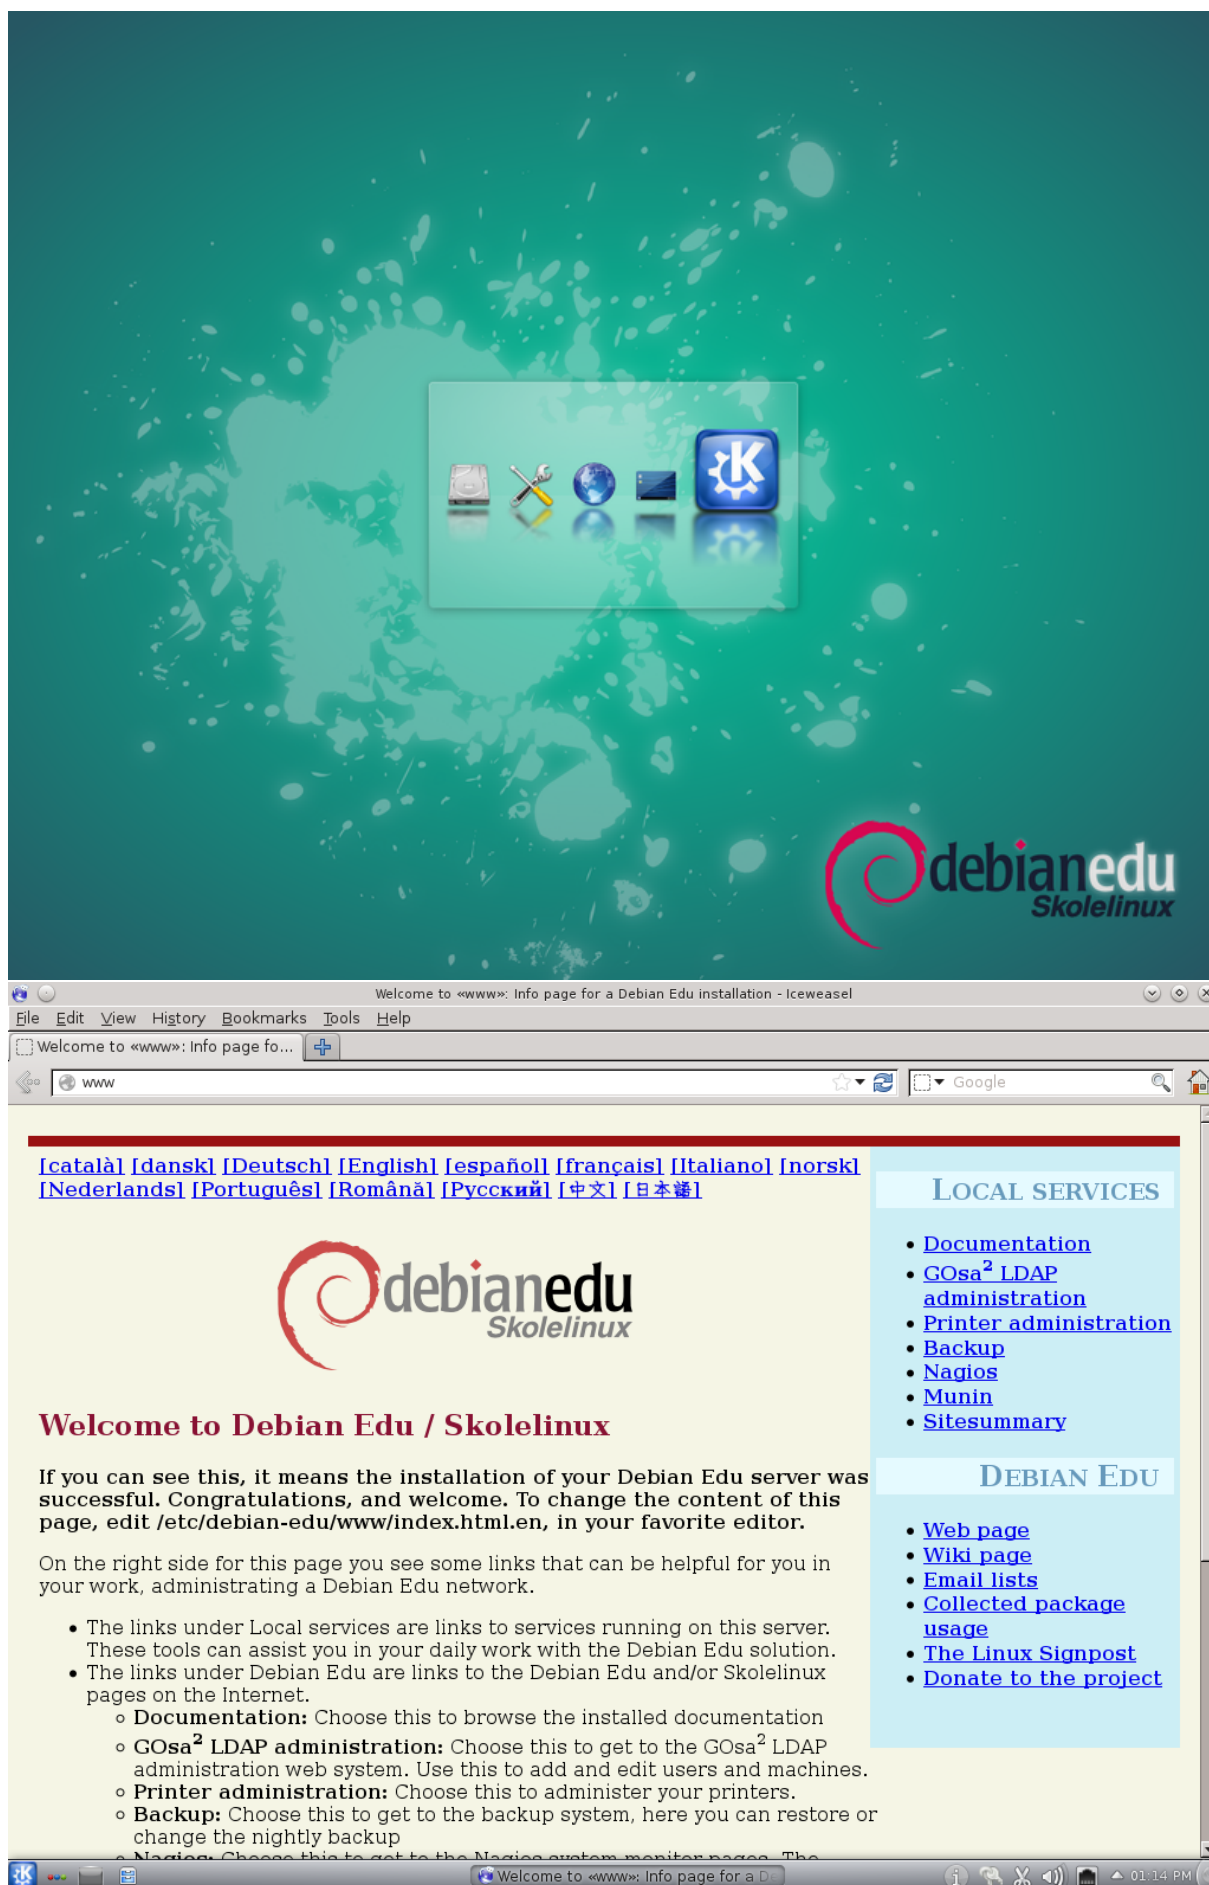 debianedu
Skolelinux
Welcome to «www»: Info page for a Debian Edu installation - Iceweasel
File Edit View History Bookmarks Tools Help
Welcome to «www»: Info page fo...
www
Google
[català] [dansk] [Deutsch] [English] [español] [français] [Italiano] [norsk]
[Nederlands] [Português] [Română] [Русский] [中文] [日本語]
debianedu
Skolelinux
Welcome to Debian Edu / Skolelinux
If you can see this, it means the installation of your Debian Edu server was
successful. Congratulations, and welcome. To change the content of this
page, edit /etc/debian-edu/www/index.html.en, in your favorite editor.
On the right side for this page you see some links that can be helpful for you in
your work, administrating a Debian Edu network.
The links under Local services are links to services running on this server.
These tools can assist you in your daily work with the Debian Edu solution.
The links under Debian Edu are links to the Debian Edu and/or Skolelinux
pages on the Internet.
Documentation: Choose this to browse the installed documentation
GOsa² LDAP administration: Choose this to get to the GOsa² LDAP
administration web system. Use this to add and edit users and machines.
Printer administration: Choose this to administer your printers.
Backup: Choose this to get to the backup system, here you can restore or
change the nightly backup
Nagios: Choose this to get to the Nagios system monitor pages. The
LOCAL SERVICES
Documentation
GOsa² LDAP
administration
Printer administration
Backup
Nagios
Munin
Sitesummary
DEBIAN EDU
Web page
Wiki page
Email lists
Collected package
usage
The Linux Signpost
Donate to the project
Welcome to «www»: Info page for a D
01:14 PM